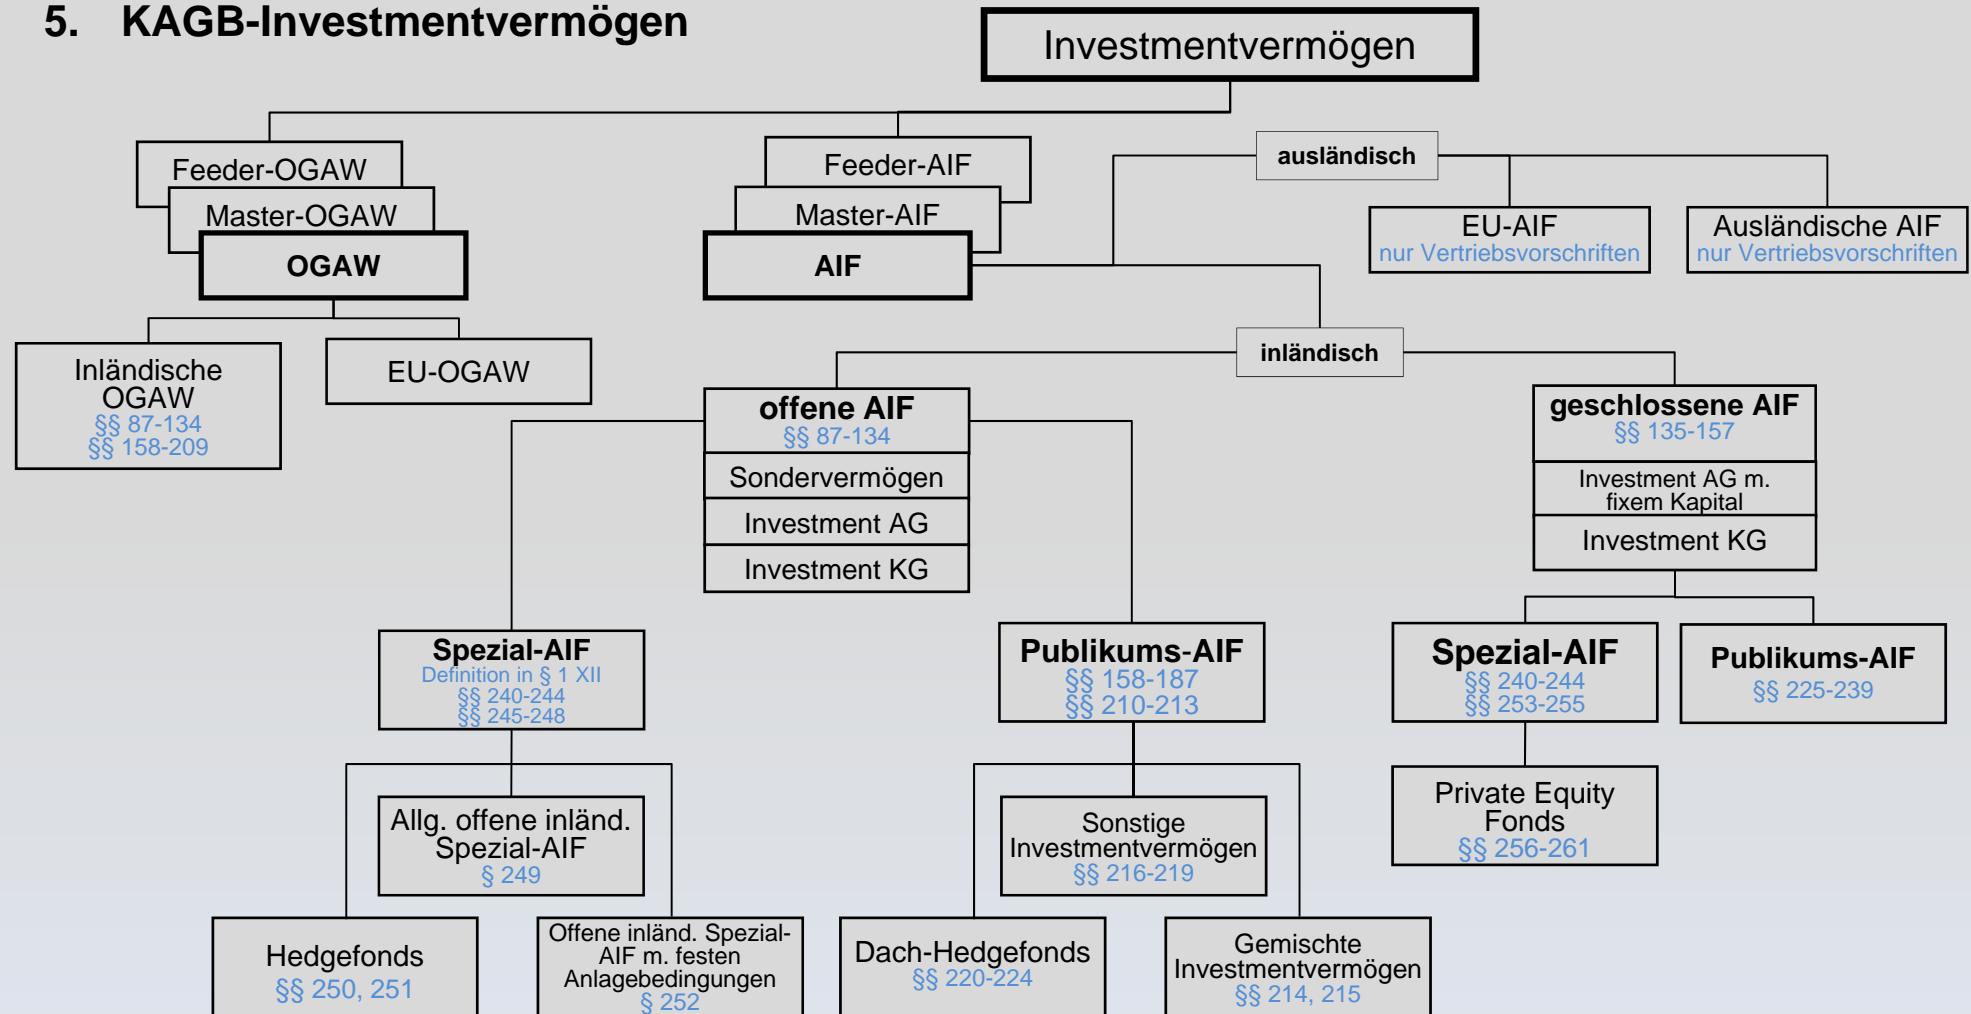 5. KAGB-Investmentvermögen
Investmentvermögen
Feeder-OGAW
Master-OGAW
OGAW
Feeder-AIF
Master-AIF
AIF
ausländisch
EU-AIF
nur Vertriebsvorschriften
Ausländische AIF
nur Vertriebsvorschriften
Inländische
OGAW
§§ 87-134
§§ 158-209
EU-OGAW
inländisch
offene AIF
§§ 87-134
Sondervermögen
Investment AG
Investment KG
geschlossene AIF
§§ 135-157
Investment AG m.
fixem Kapital
Investment KG
Spezial-AIF
Definition in § 1 XII
§§ 240-244
§§ 245-248
Publikums-AIF
§§ 158-187
§§ 210-213
Spezial-AIF
§§ 240-244
§§ 253-255
Publikums-AIF
§§ 225-239
Allg. offene inländ.
Spezial-AIF
§ 249
Sonstige
Investmentvermögen
§§ 216-219
Private Equity
Fonds
§§ 256-261
Hedgefonds
§§ 250, 251
Offene inländ. Spezial-
AIF m. festen
Anlagebedingungen
§ 252
Dach-Hedgefonds
§§ 220-224
Gemischte
Investmentvermögen
§§ 214, 215